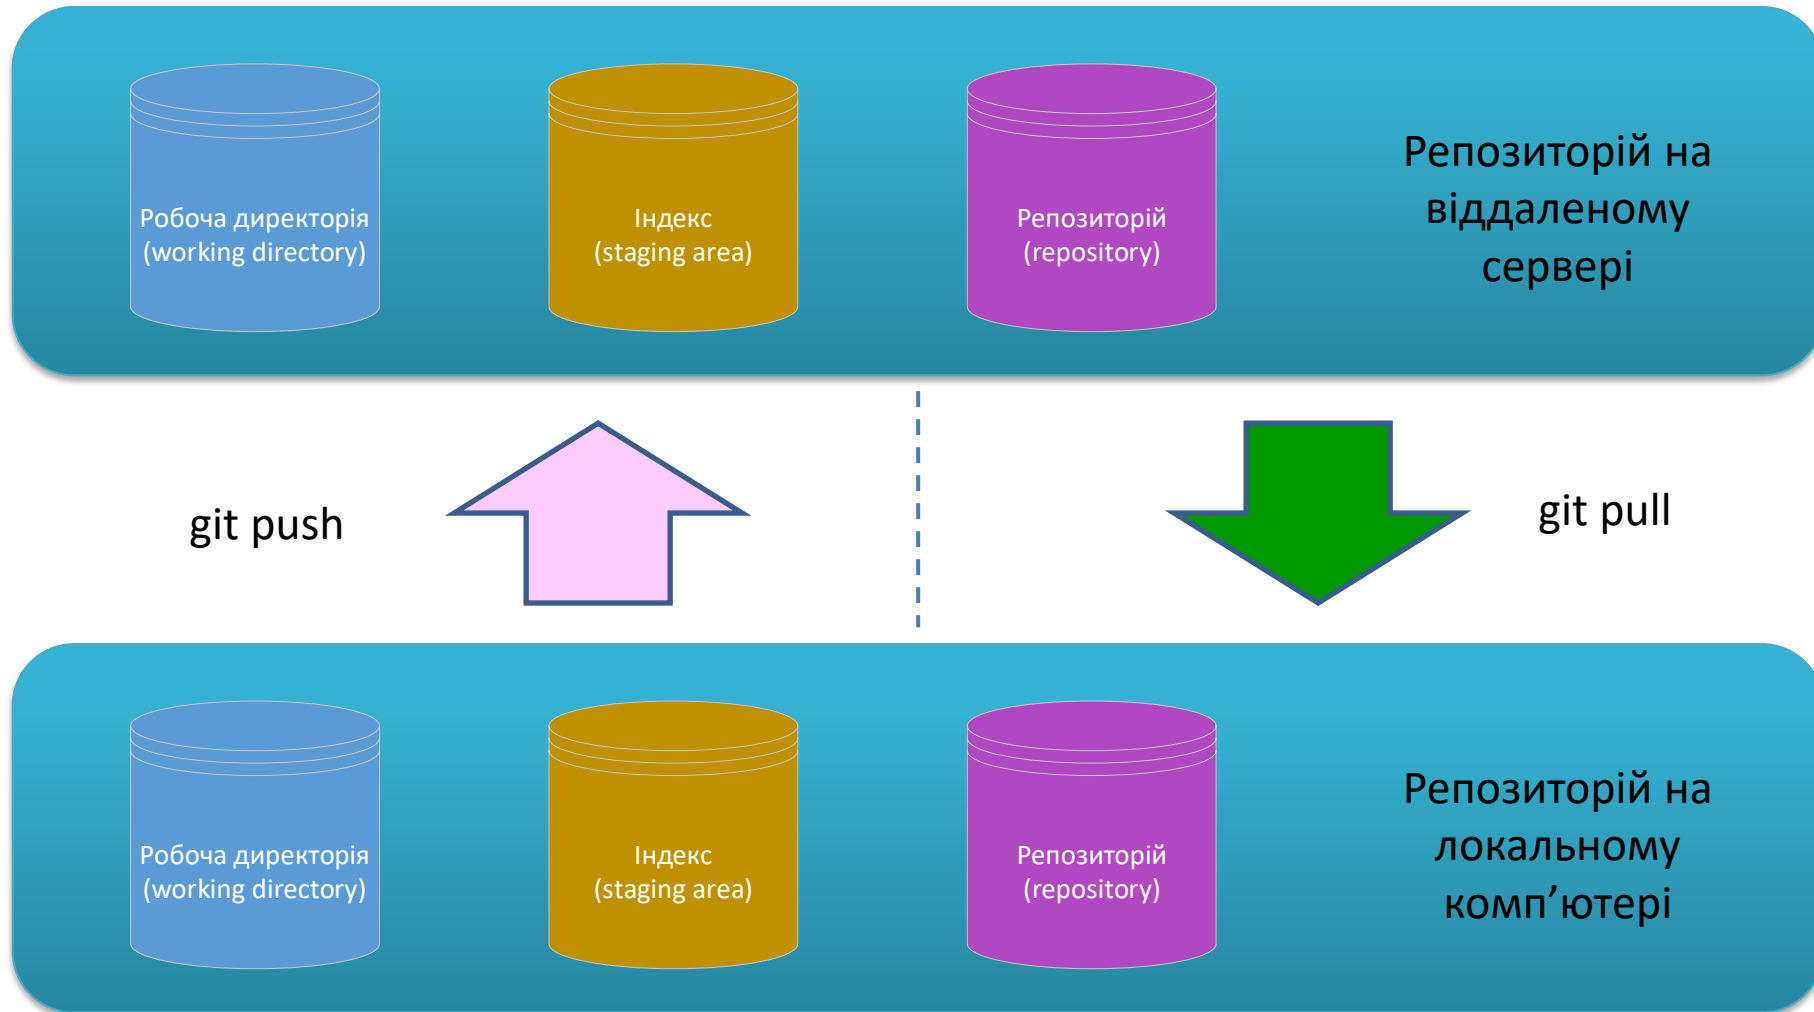 Робоча директорія
(working directory)
Індекс
(staging area)
Репозиторій
(repository)
Репозиторій на
віддаленому
сервері
git push
git pull
Робоча директорія
(working directory)
Індекс
(staging area)
Репозиторій
(repository)
Репозиторій на
локальному
комп’ютері